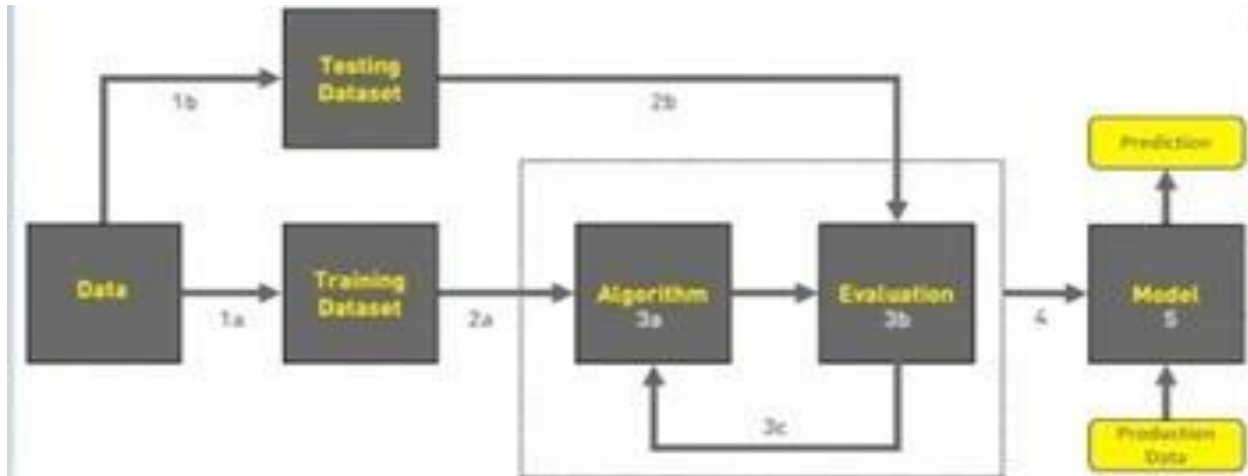 Testing
Dataset
1b
2b
Prediction
Data
1a
Training
Dataset
2a
Algorithm
3a
Evaluation
3b
4
Model
5
3c
Production
Data